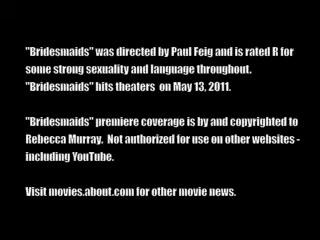 "Bridesmaids" was directed by Paul Feig and is rated R for
some strong sexuality and language throughout.
"Bridesmaids" hits theaters on May 13, 2011.
"Bridesmaids" premiere coverage is by and copyrighted to
Rebecca Murray. Not authorized for use on other websites -
including YouTube.
Visit movies.about.com for other movie news.